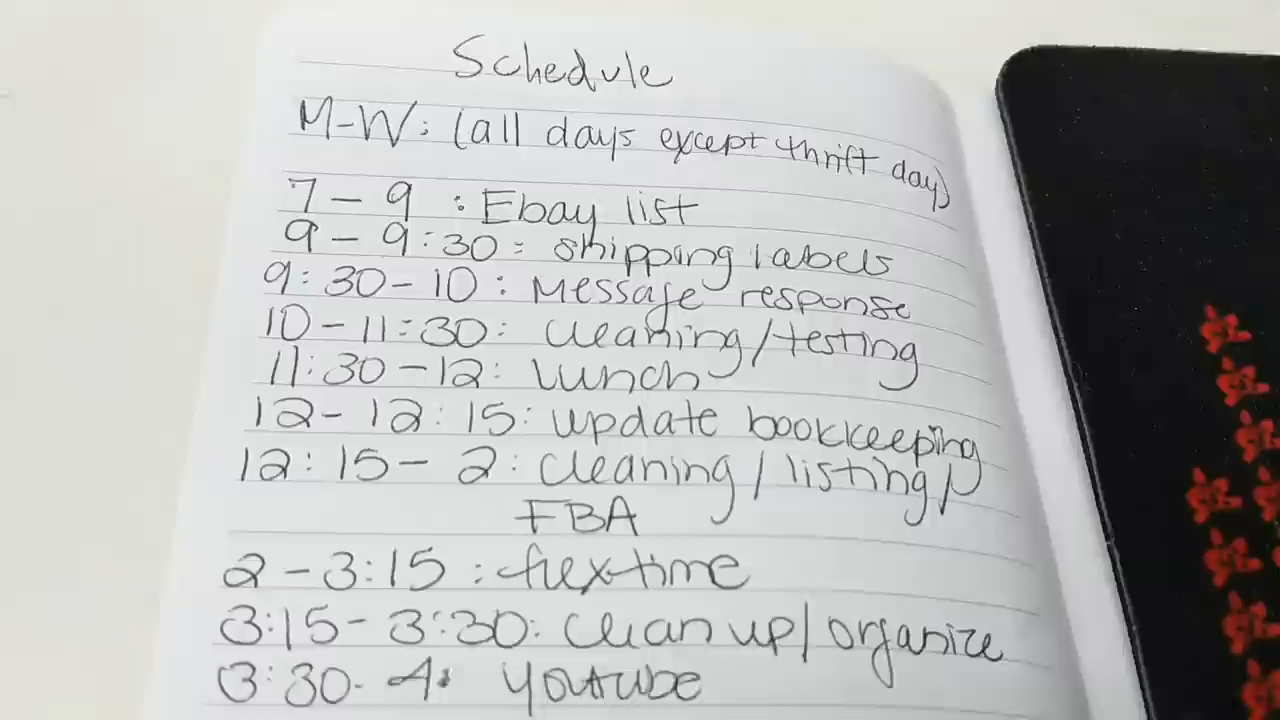 Schedule
M-W: (all days except thrift day)
7 - 9 : Ebay list
9 - 9:30: shipping labels
9:30-10: Message response
10-11:30: cleaning/testing
11:30-12: Lunch
12-12:15: update bookkeeping
12:15-2: cleaning/listing/
FBA
2-3:15: flextime
3:15-3:30: clean up/organize
3:30-4: Youtube